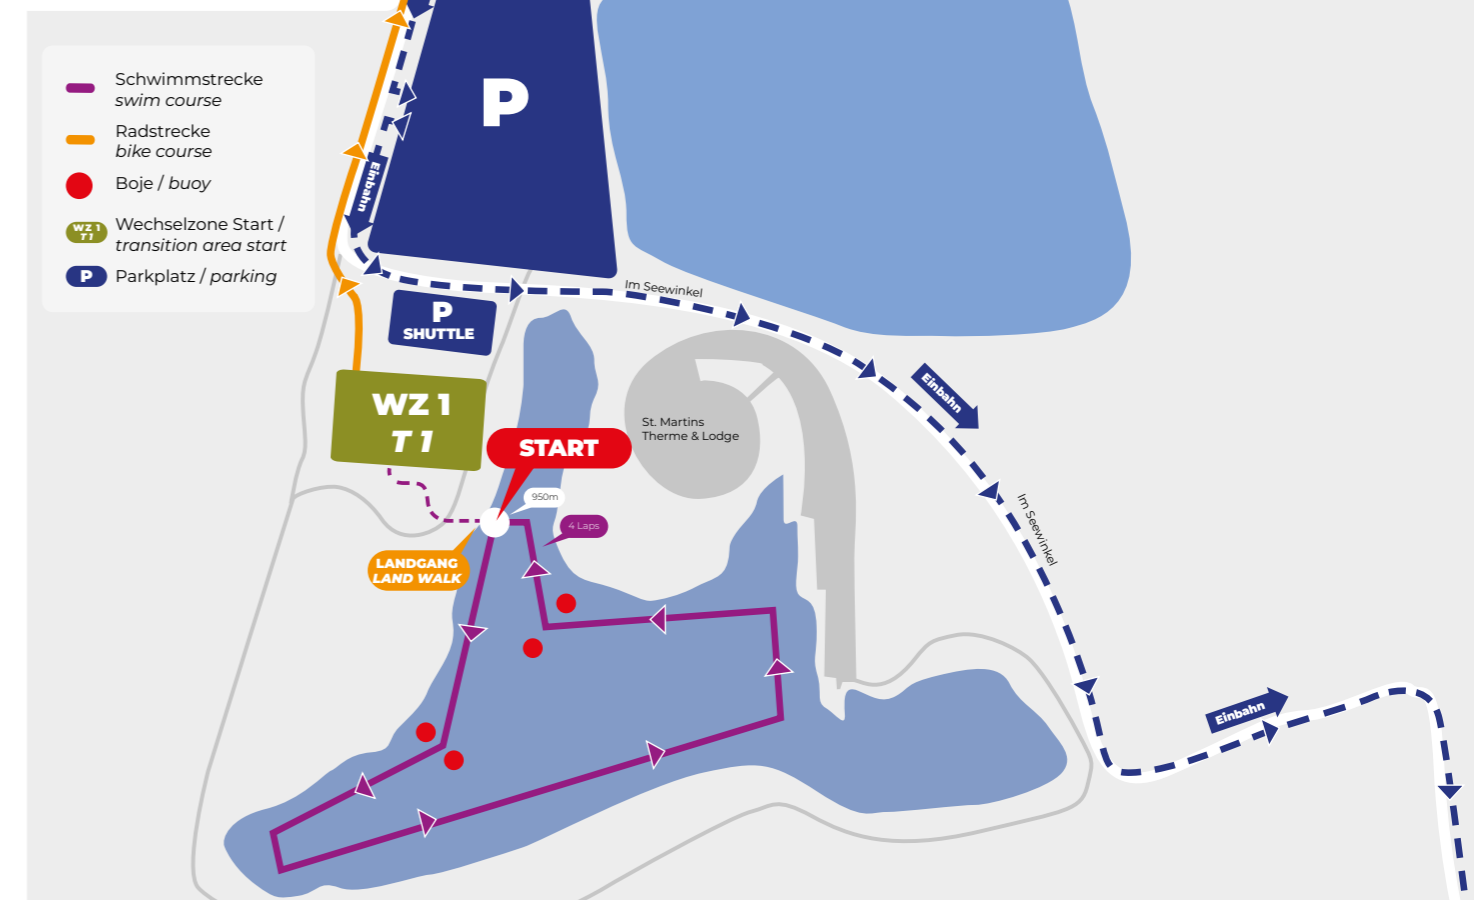 Schwimmstrecke
swim course
Radstrecke
bike course
Boje / buoy
WZ 1
T1
Wechselzone Start /
transition area start
P
Parkplatz / parking
P
Einbahn
Im Seewinkel
P
SHUTTLE
Einbahn
WZ 1
T 1
START
St. Martins
Therme & Lodge
950m
4 Laps
Im Seewinkel
LANDGANG
LAND WALK
Einbahn